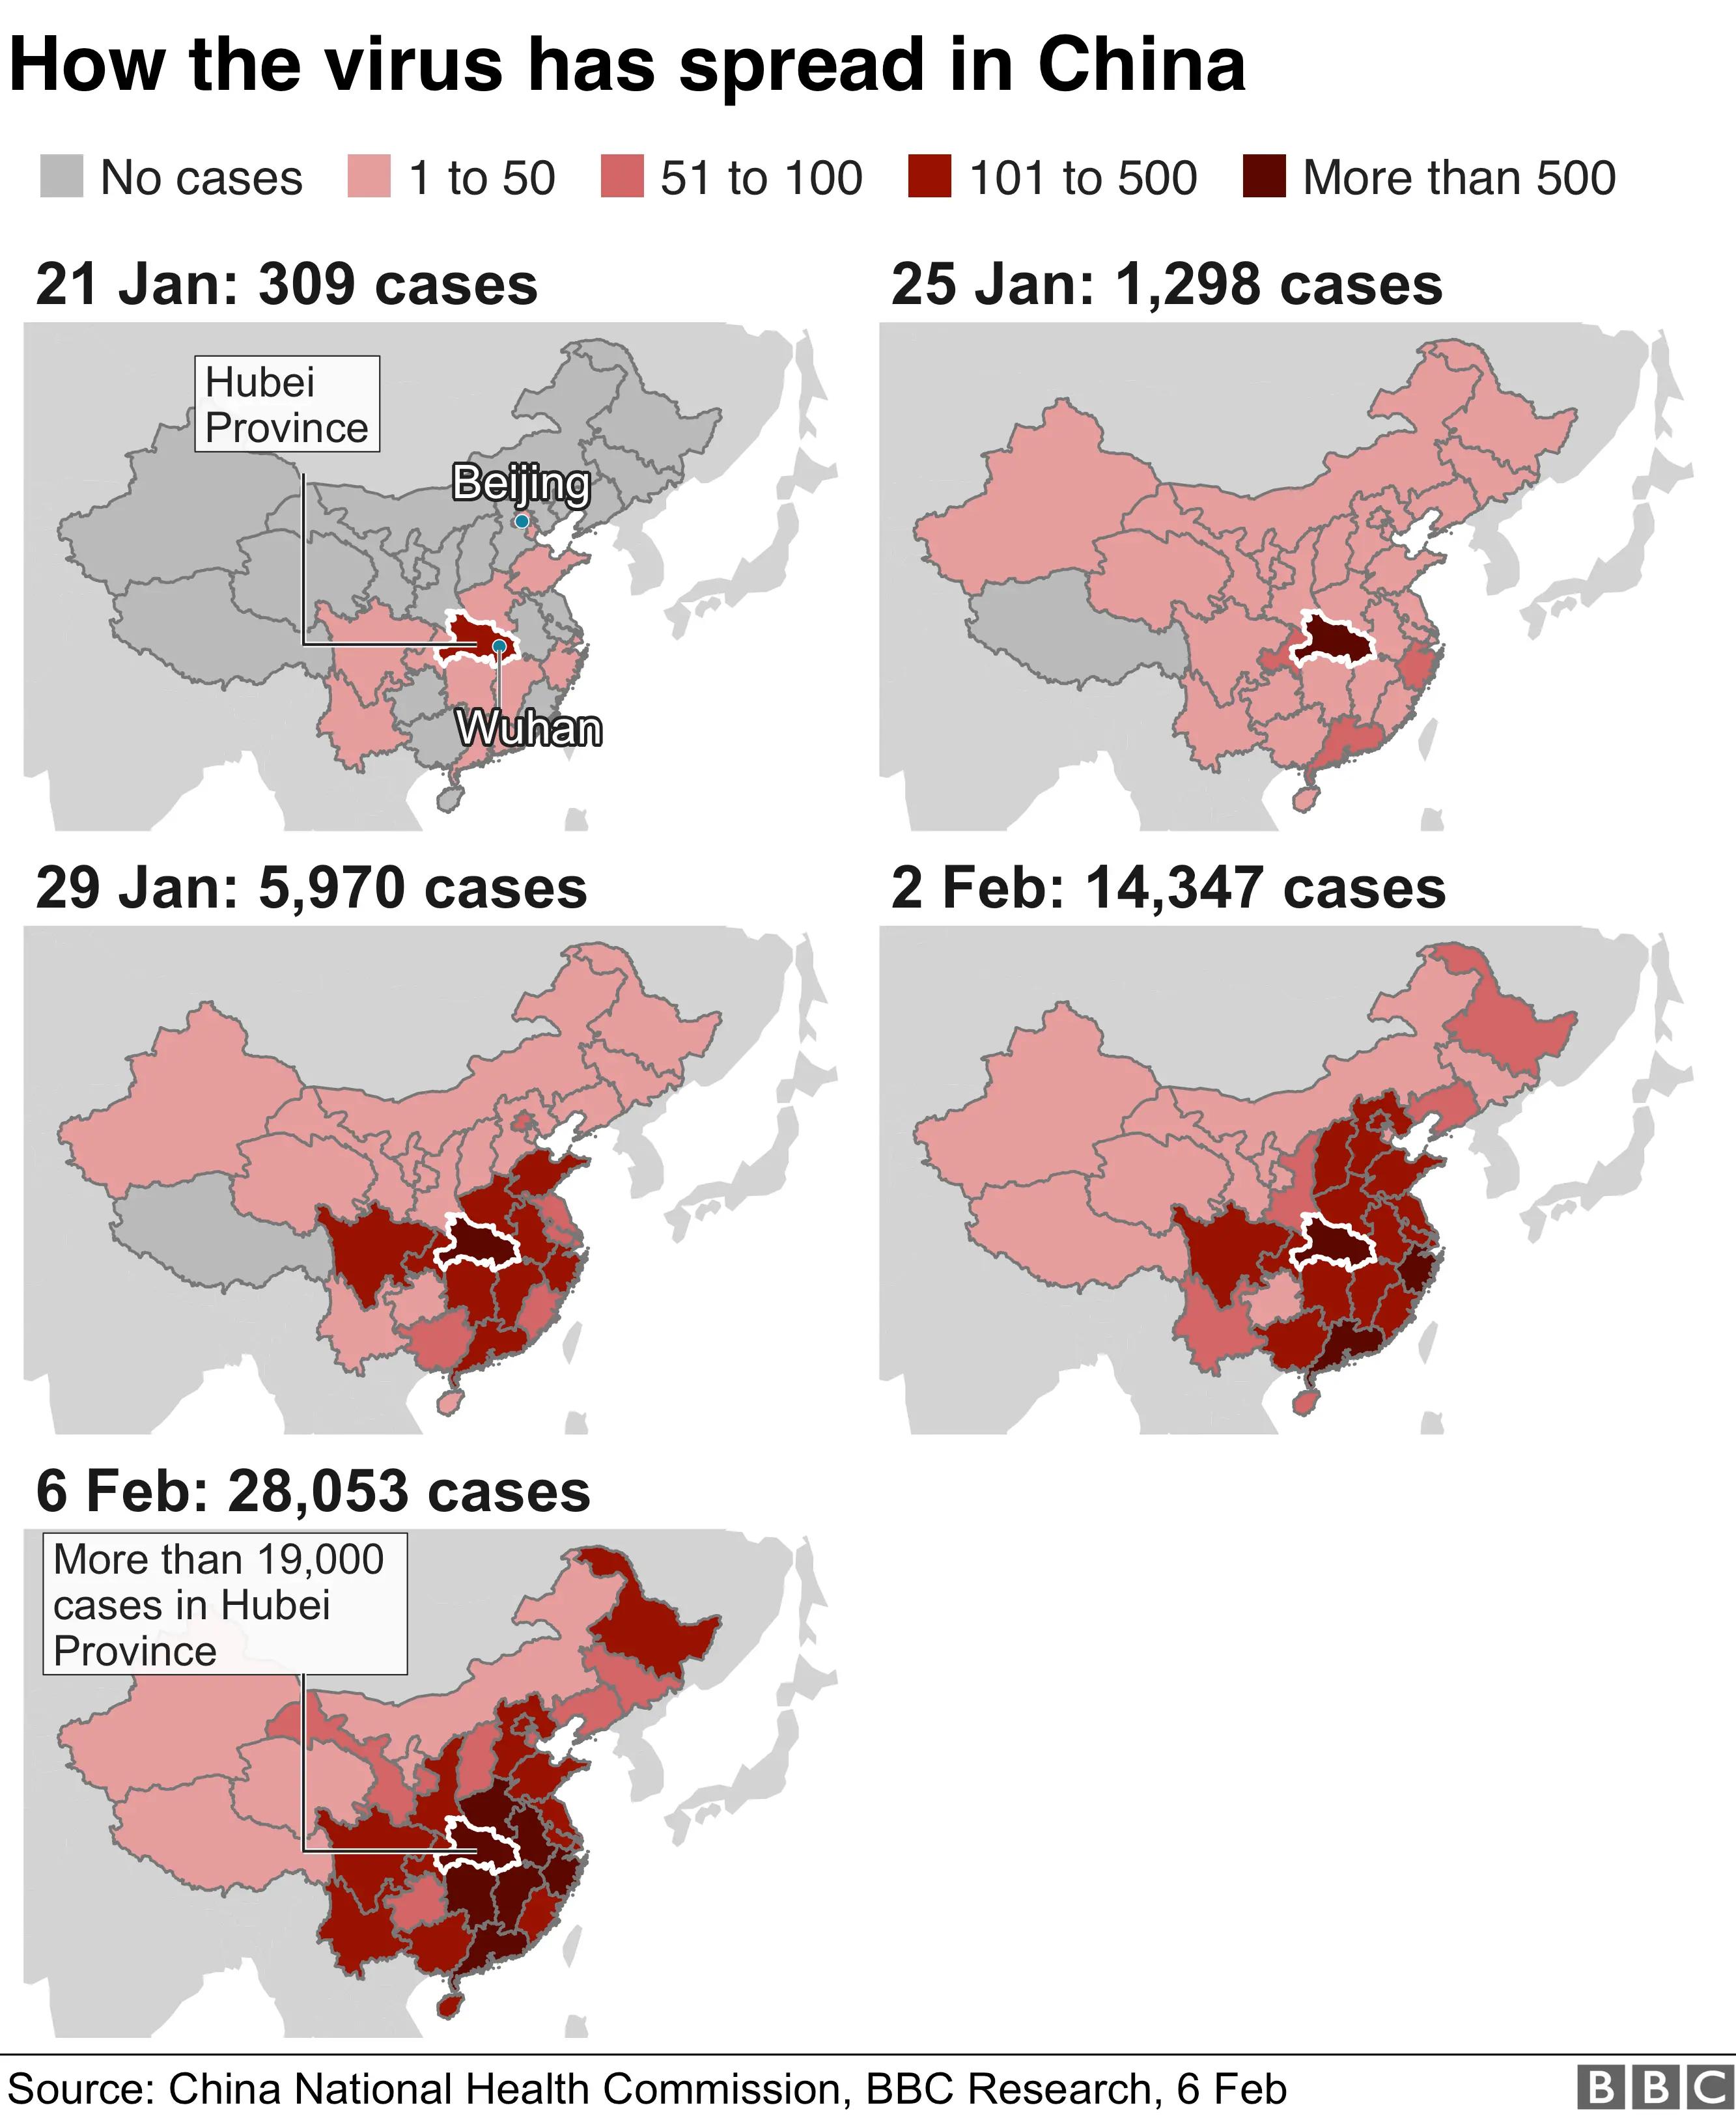 How the virus has spread in China
No cases 1 to 50 51 to 100 101 to 500 More than 500
21 Jan: 309 cases
Hubei
Province
Beijing
Wuhan
25 Jan: 1,298 cases
29 Jan: 5,970 cases
2 Feb: 14,347 cases
6 Feb: 28,053 cases
More than 19,000
cases in Hubei
Province
Source: China National Health Commission, BBC Research, 6 Feb
BBC